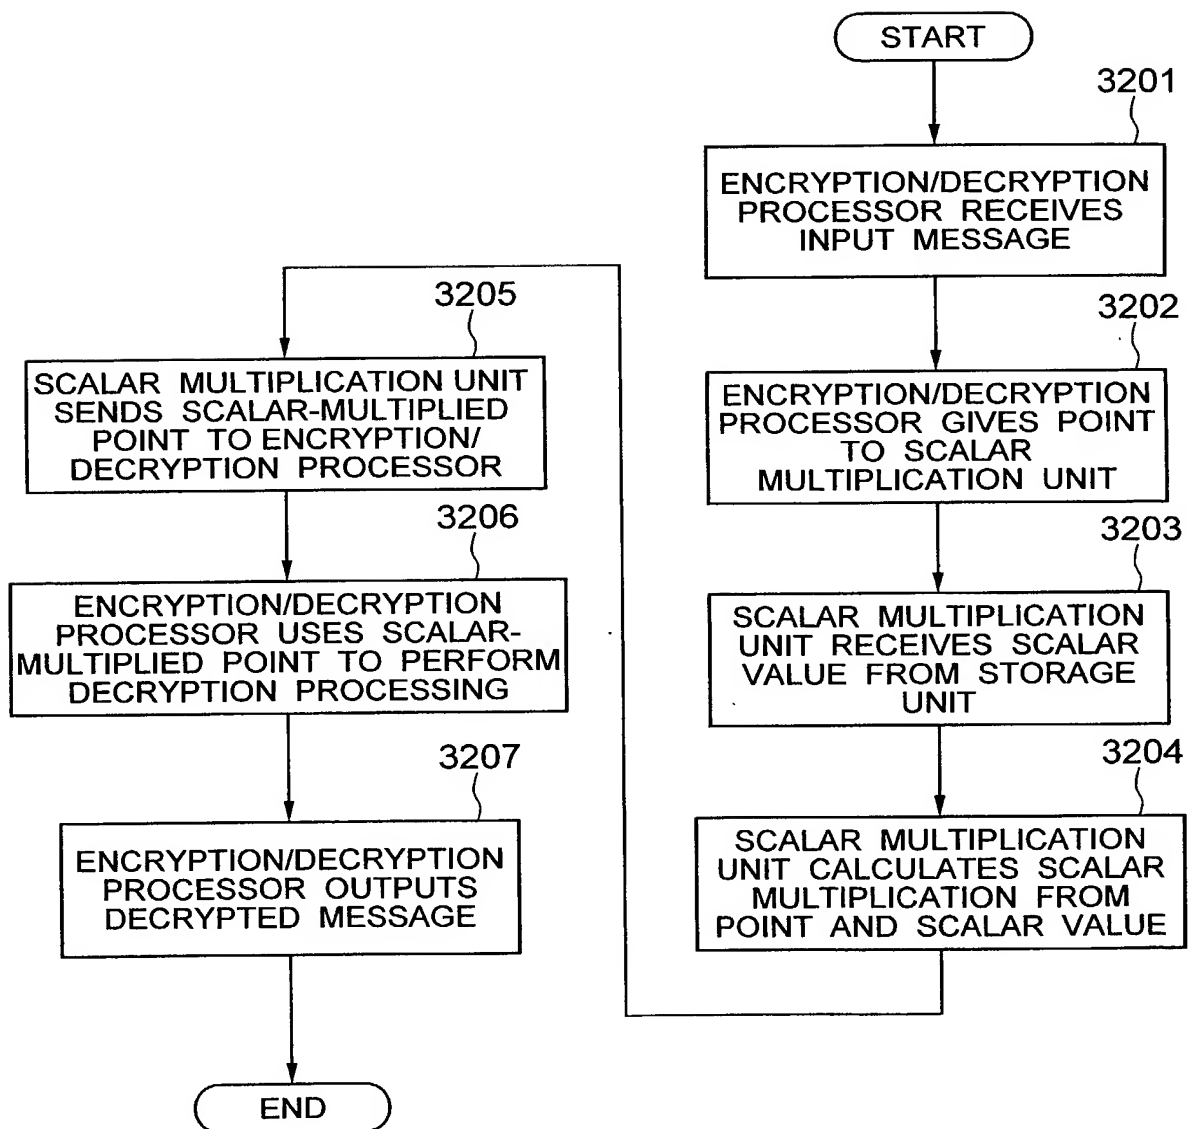 START
3201
ENCRYPTION/DECRYPTION
PROCESSOR RECEIVES
INPUT MESSAGE
3202
ENCRYPTION/DECRYPTION
PROCESSOR GIVES POINT
TO SCALAR
MULTIPLICATION UNIT
3203
SCALAR MULTIPLICATION
UNIT RECEIVES SCALAR
VALUE FROM STORAGE
UNIT
3204
SCALAR MULTIPLICATION
UNIT CALCULATES SCALAR
MULTIPLICATION FROM
POINT AND SCALAR VALUE
3205
SCALAR MULTIPLICATION UNIT
SENDS SCALAR-MULTIPLIED
POINT TO ENCRYPTION/
DECRYPTION PROCESSOR
3206
ENCRYPTION/DECRYPTION
PROCESSOR USES SCALAR-
MULTIPLIED POINT TO PERFORM
DECRYPTION PROCESSING
3207
ENCRYPTION/DECRYPTION
PROCESSOR OUTPUTS
DECRYPTED MESSAGE
END